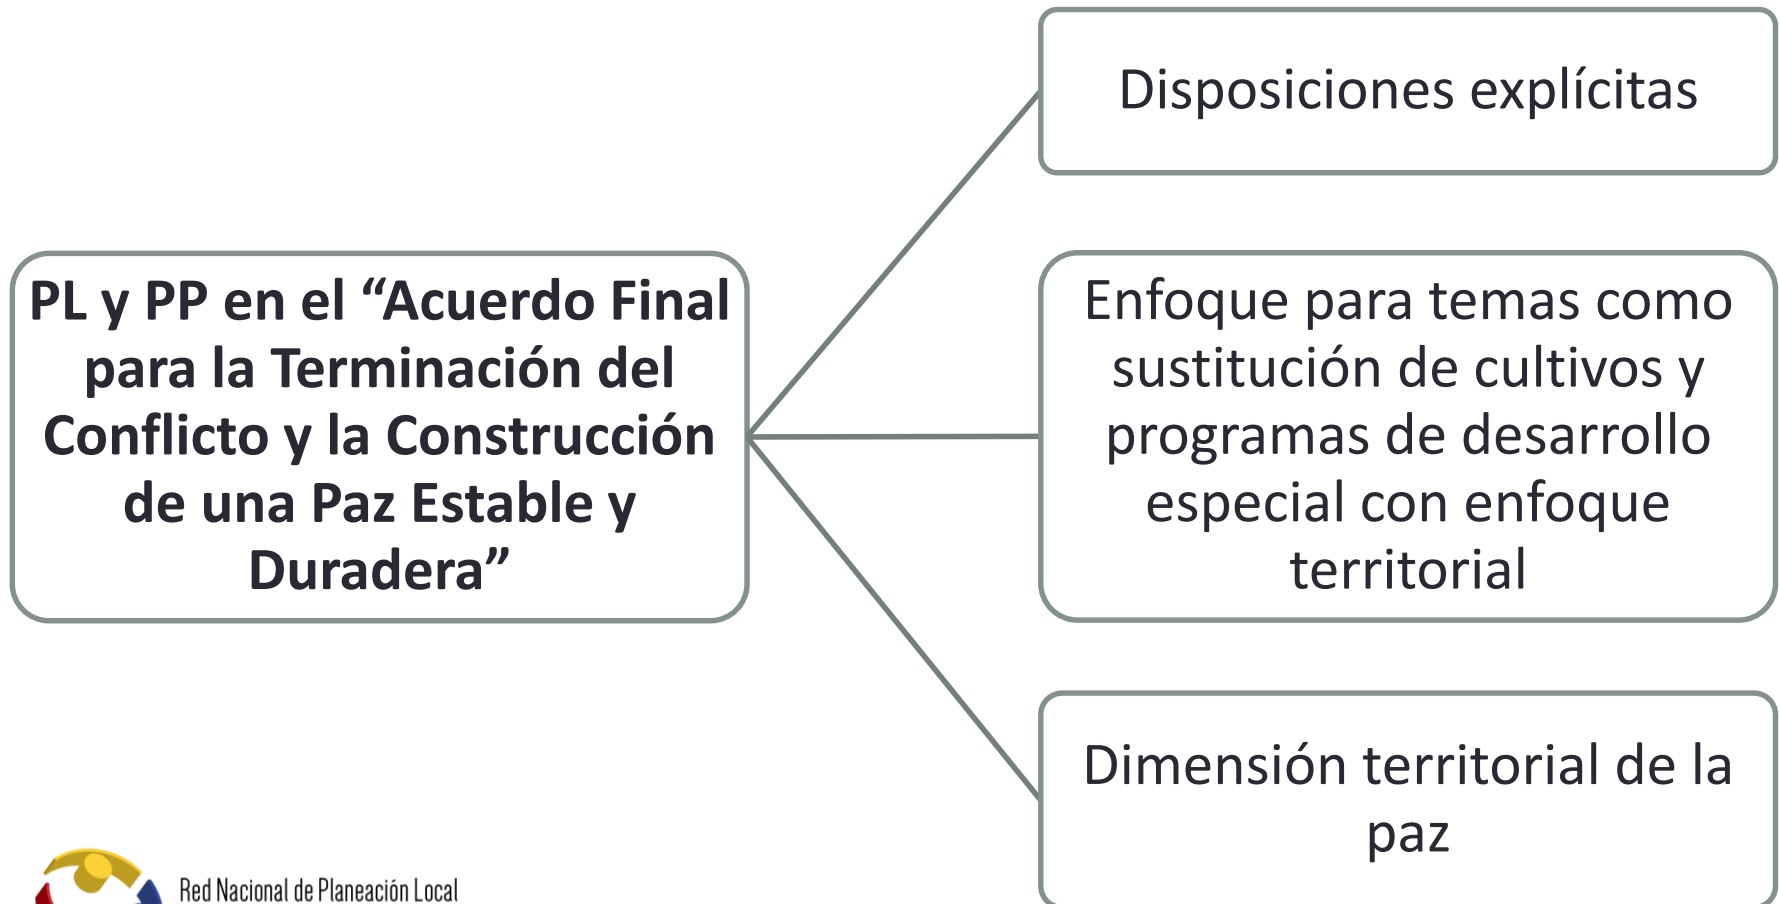 PL y PP en el “Acuerdo Final
para la Terminación del
Conflicto y la Construcción
de una Paz Estable y
Duradera”
Disposiciones explícitas
Enfoque para temas como
sustitución de cultivos y
programas de desarrollo
especial con enfoque
territorial
Dimensión territorial de la
paz
Red Nacional de Planeación Local